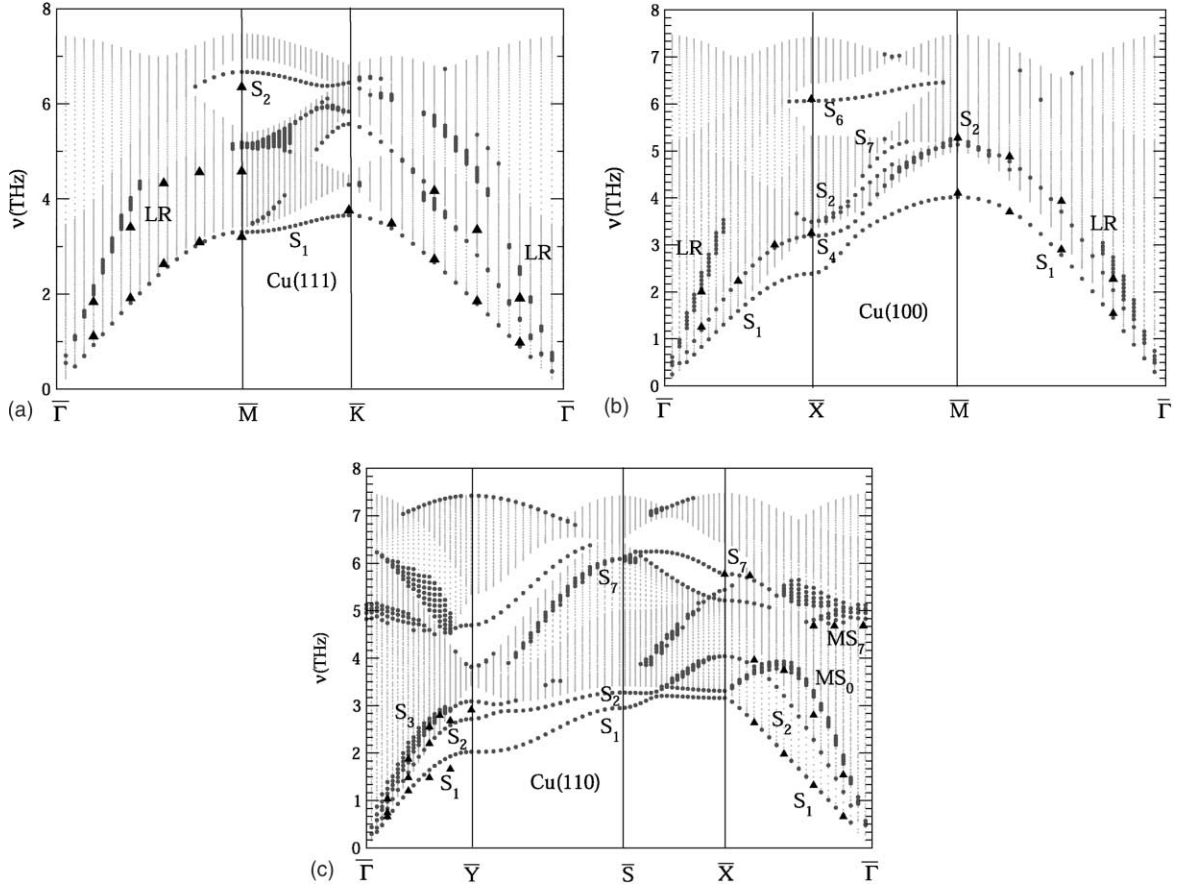 8
6
4
2
0
ν(THz)
S₂
LR
S₁
Cu(111)
LR
(a)
Γ̅
M̅
K̅
Γ̅
8
7
6
5
4
3
2
1
0
ν(THz)
S₆
S₇
S₂
S₂
LR
S₄
S₁
Cu(100)
LR
S₁
(b)
Γ̅
X̅
M̅
Γ̅
8
7
6
5
4
3
2
1
0
ν(THz)
S₇
S₇
MS₇
MS₀
S₃
S₂
S₂
S₂
S₁
S₁
S₁
Cu(110)
(c)
Γ̅
Y̅
S̅
X̅
Γ̅